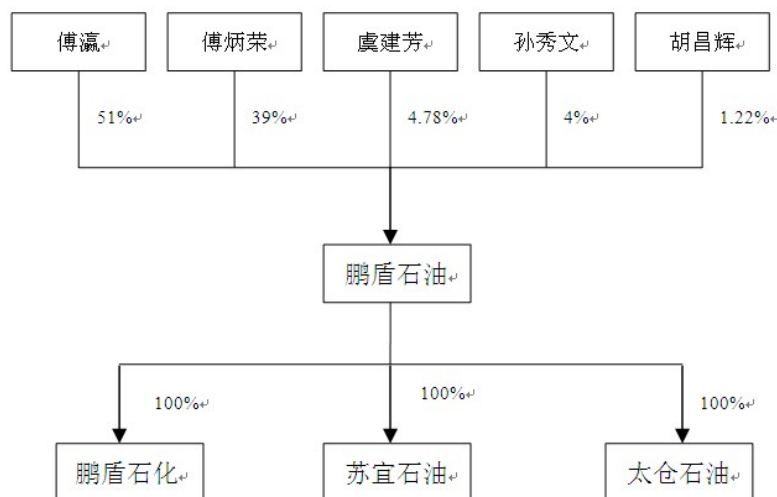 傅瀛 傅炳荣 虞建芳 孙秀文 胡昌辉
51% 39% 4.78% 4% 1.22%
鹏盾石油
100% 100% 100%
鹏盾石化 苏宜石油 太仓石油